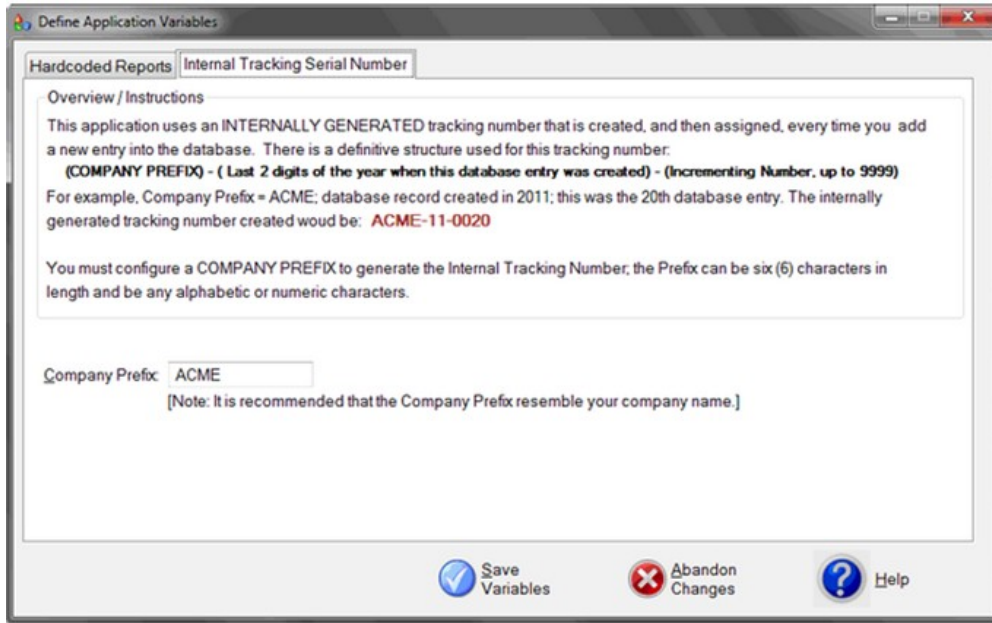 Define Application Variables
Hardcoded Reports Internal Tracking Serial Number
Overview / Instructions
This application uses an INTERNALLY GENERATED tracking number that is created, and then assigned, every time you add
a new entry into the database. There is a definitive structure used for this tracking number:
(COMPANY PREFIX) - ( Last 2 digits of the year when this database entry was created) - (Incrementing Number, up to 9999)
For example, Company Prefix = ACME; database record created in 2011; this was the 20th database entry. The internally
generated tracking number created woud be: ACME-11-0020
You must configure a COMPANY PREFIX to generate the Internal Tracking Number; the Prefix can be six (6) characters in
length and be any alphabetic or numeric characters.
Company Prefix: ACME
[Note: It is recommended that the Company Prefix resemble your company name.]
Save
Variables
Abandon
Changes
Help